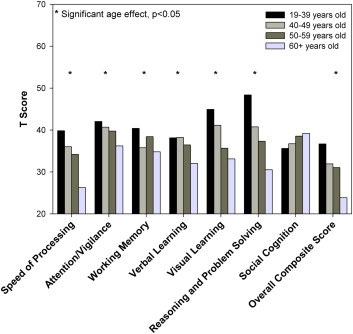 * Significant age effect, p<0.05
19-39 years old
40-49 years old
50-59 years old
60+ years old
T Score
70
60
50
40
30
20
* * * * * * *
Speed of Processing
Attention/Vigilance
Working Memory
Verbal Learning
Visual Learning
Reasoning and Problem Solving
Social Cognition
Overall Composite Score